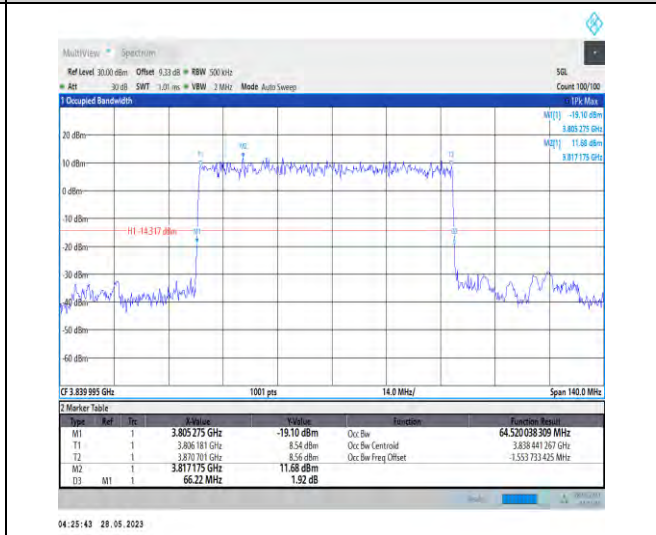 MultiView Spectrum
Ref Level 30.00 dBm Offset 9.33 dB RBW 500 kHz SGL
Att 30 dB SWT 1.01 ms VBW 2 MHz Mode Auto Sweep Count 100/100
1 Occupied Bandwidth 1Pk Max
M1[1] -19.10 dBm
3.805 275 GHz
M2[1] 11.68 dBm
3.817 175 GHz
20 dBm
T1 M2 T2
10 dBm
0 dBm
-10 dBm
H1 -14.317 dBm
-20 dBm
-30 dBm
-40 dBm
-50 dBm
-60 dBm
CF 3.839 995 GHz 1001 pts 14.0 MHz/ Span 140.0 MHz
2 Marker Table
Type Ref Trc X-Value Y-Value Function Function Result
M1 1 3.805 275 GHz -19.10 dBm Occ Bw 64.520 038 309 MHz
T1 1 3.806 181 GHz 8.54 dBm Occ Bw Centroid 3.838 441 267 GHz
T2 1 3.870 701 GHz 8.56 dBm Occ Bw Freq Offset -1.553 733 425 MHz
M2 1 3.817 175 GHz 11.68 dBm
D3 M1 1 66.22 MHz 1.92 dB
04:25:43 28.05.2023